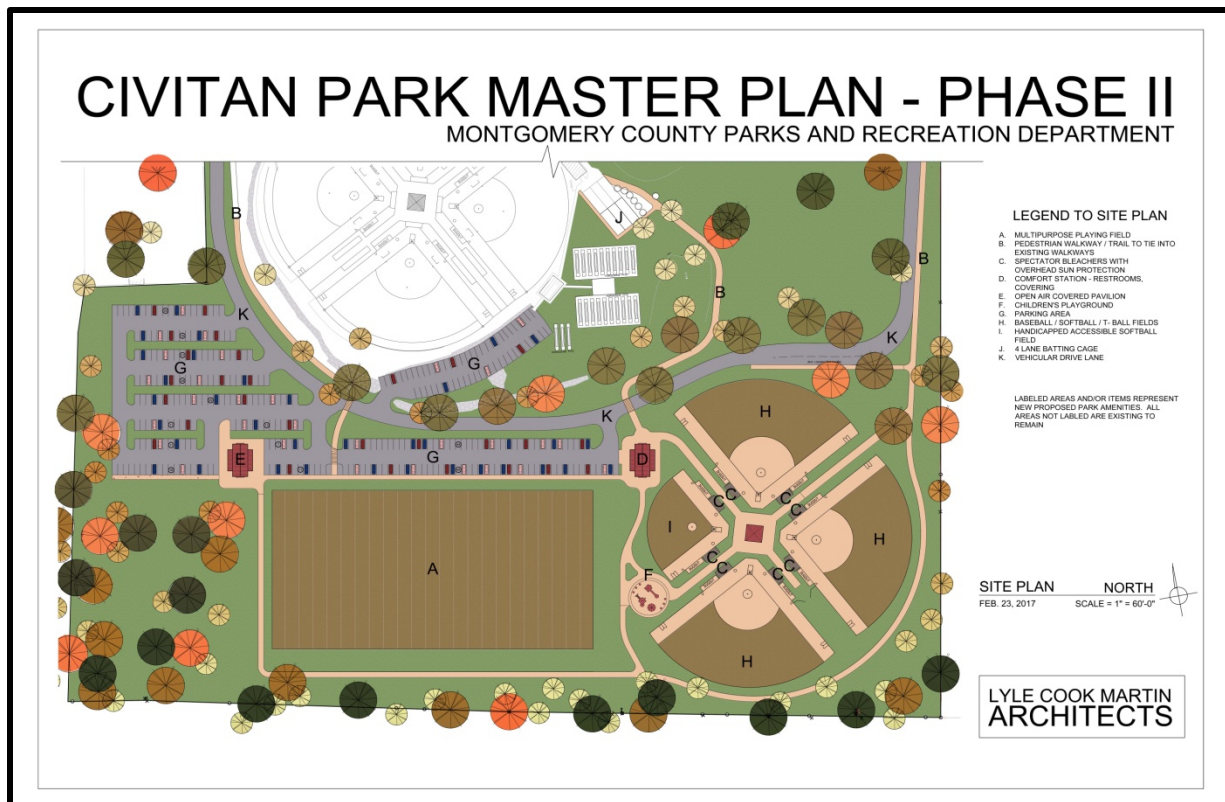 CIVITAN PARK MASTER PLAN - PHASE II
MONTGOMERY COUNTY PARKS AND RECREATION DEPARTMENT
B
J
B
B
K
K
G
G
K
H
E
G
D
C
C
C
C
I
H
A
C
C
C
C
F
H
LEGEND TO SITE PLAN
A. MULTIPURPOSE PLAYING FIELD
B. PEDESTRIAN WALKWAY / TRAIL TO TIE INTO
EXISTING WALKWAYS
C. SPECTATOR BLEACHERS WITH
OVERHEAD SUN PROTECTION
D. COMFORT STATION - RESTROOMS,
COVERING
E. OPEN AIR COVERED PAVILION
F. CHILDREN'S PLAYGROUND
G. PARKING AREA
H. BASEBALL / SOFTBALL / T- BALL FIELDS
I. HANDICAPPED ACCESSIBLE SOFTBALL
FIELD
J. 4 LANE BATTING CAGE
K. VEHICULAR DRIVE LANE
LABELED AREAS AND/OR ITEMS REPRESENT
NEW PROPOSED PARK AMENITIES. ALL
AREAS NOT LABLED ARE EXISTING TO
REMAIN
SITE PLAN NORTH
FEB. 23, 2017 SCALE = 1" = 60'-0"
LYLE COOK MARTIN
ARCHITECTS